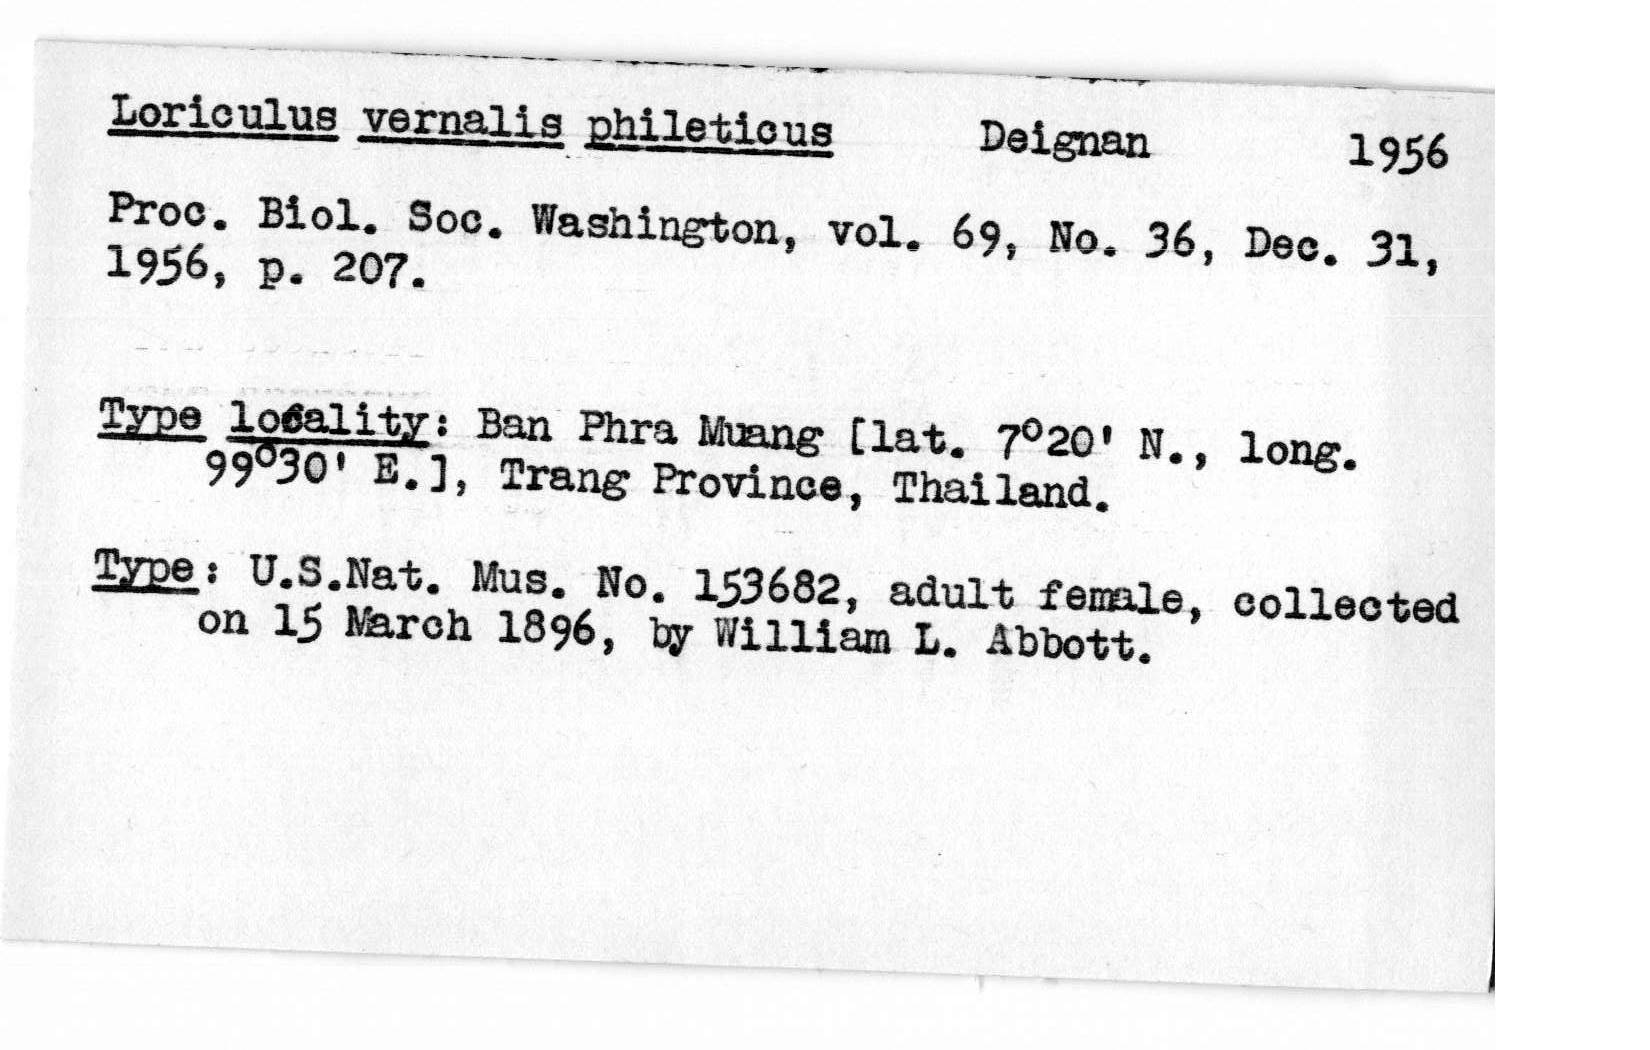 Loriculus vernalis phileticus Deignan 1956
Proc. Biol. Soc. Washington, vol. 69, No. 36, Dec. 31,
1956, p. 207.
Type locality: Ban Phra Muang [lat. 7°20' N., long.
99°30' E.], Trang Province, Thailand.
Type: U.S.Nat. Mus. No. 153682, adult female, collected
on 15 March 1896, by William L. Abbott.